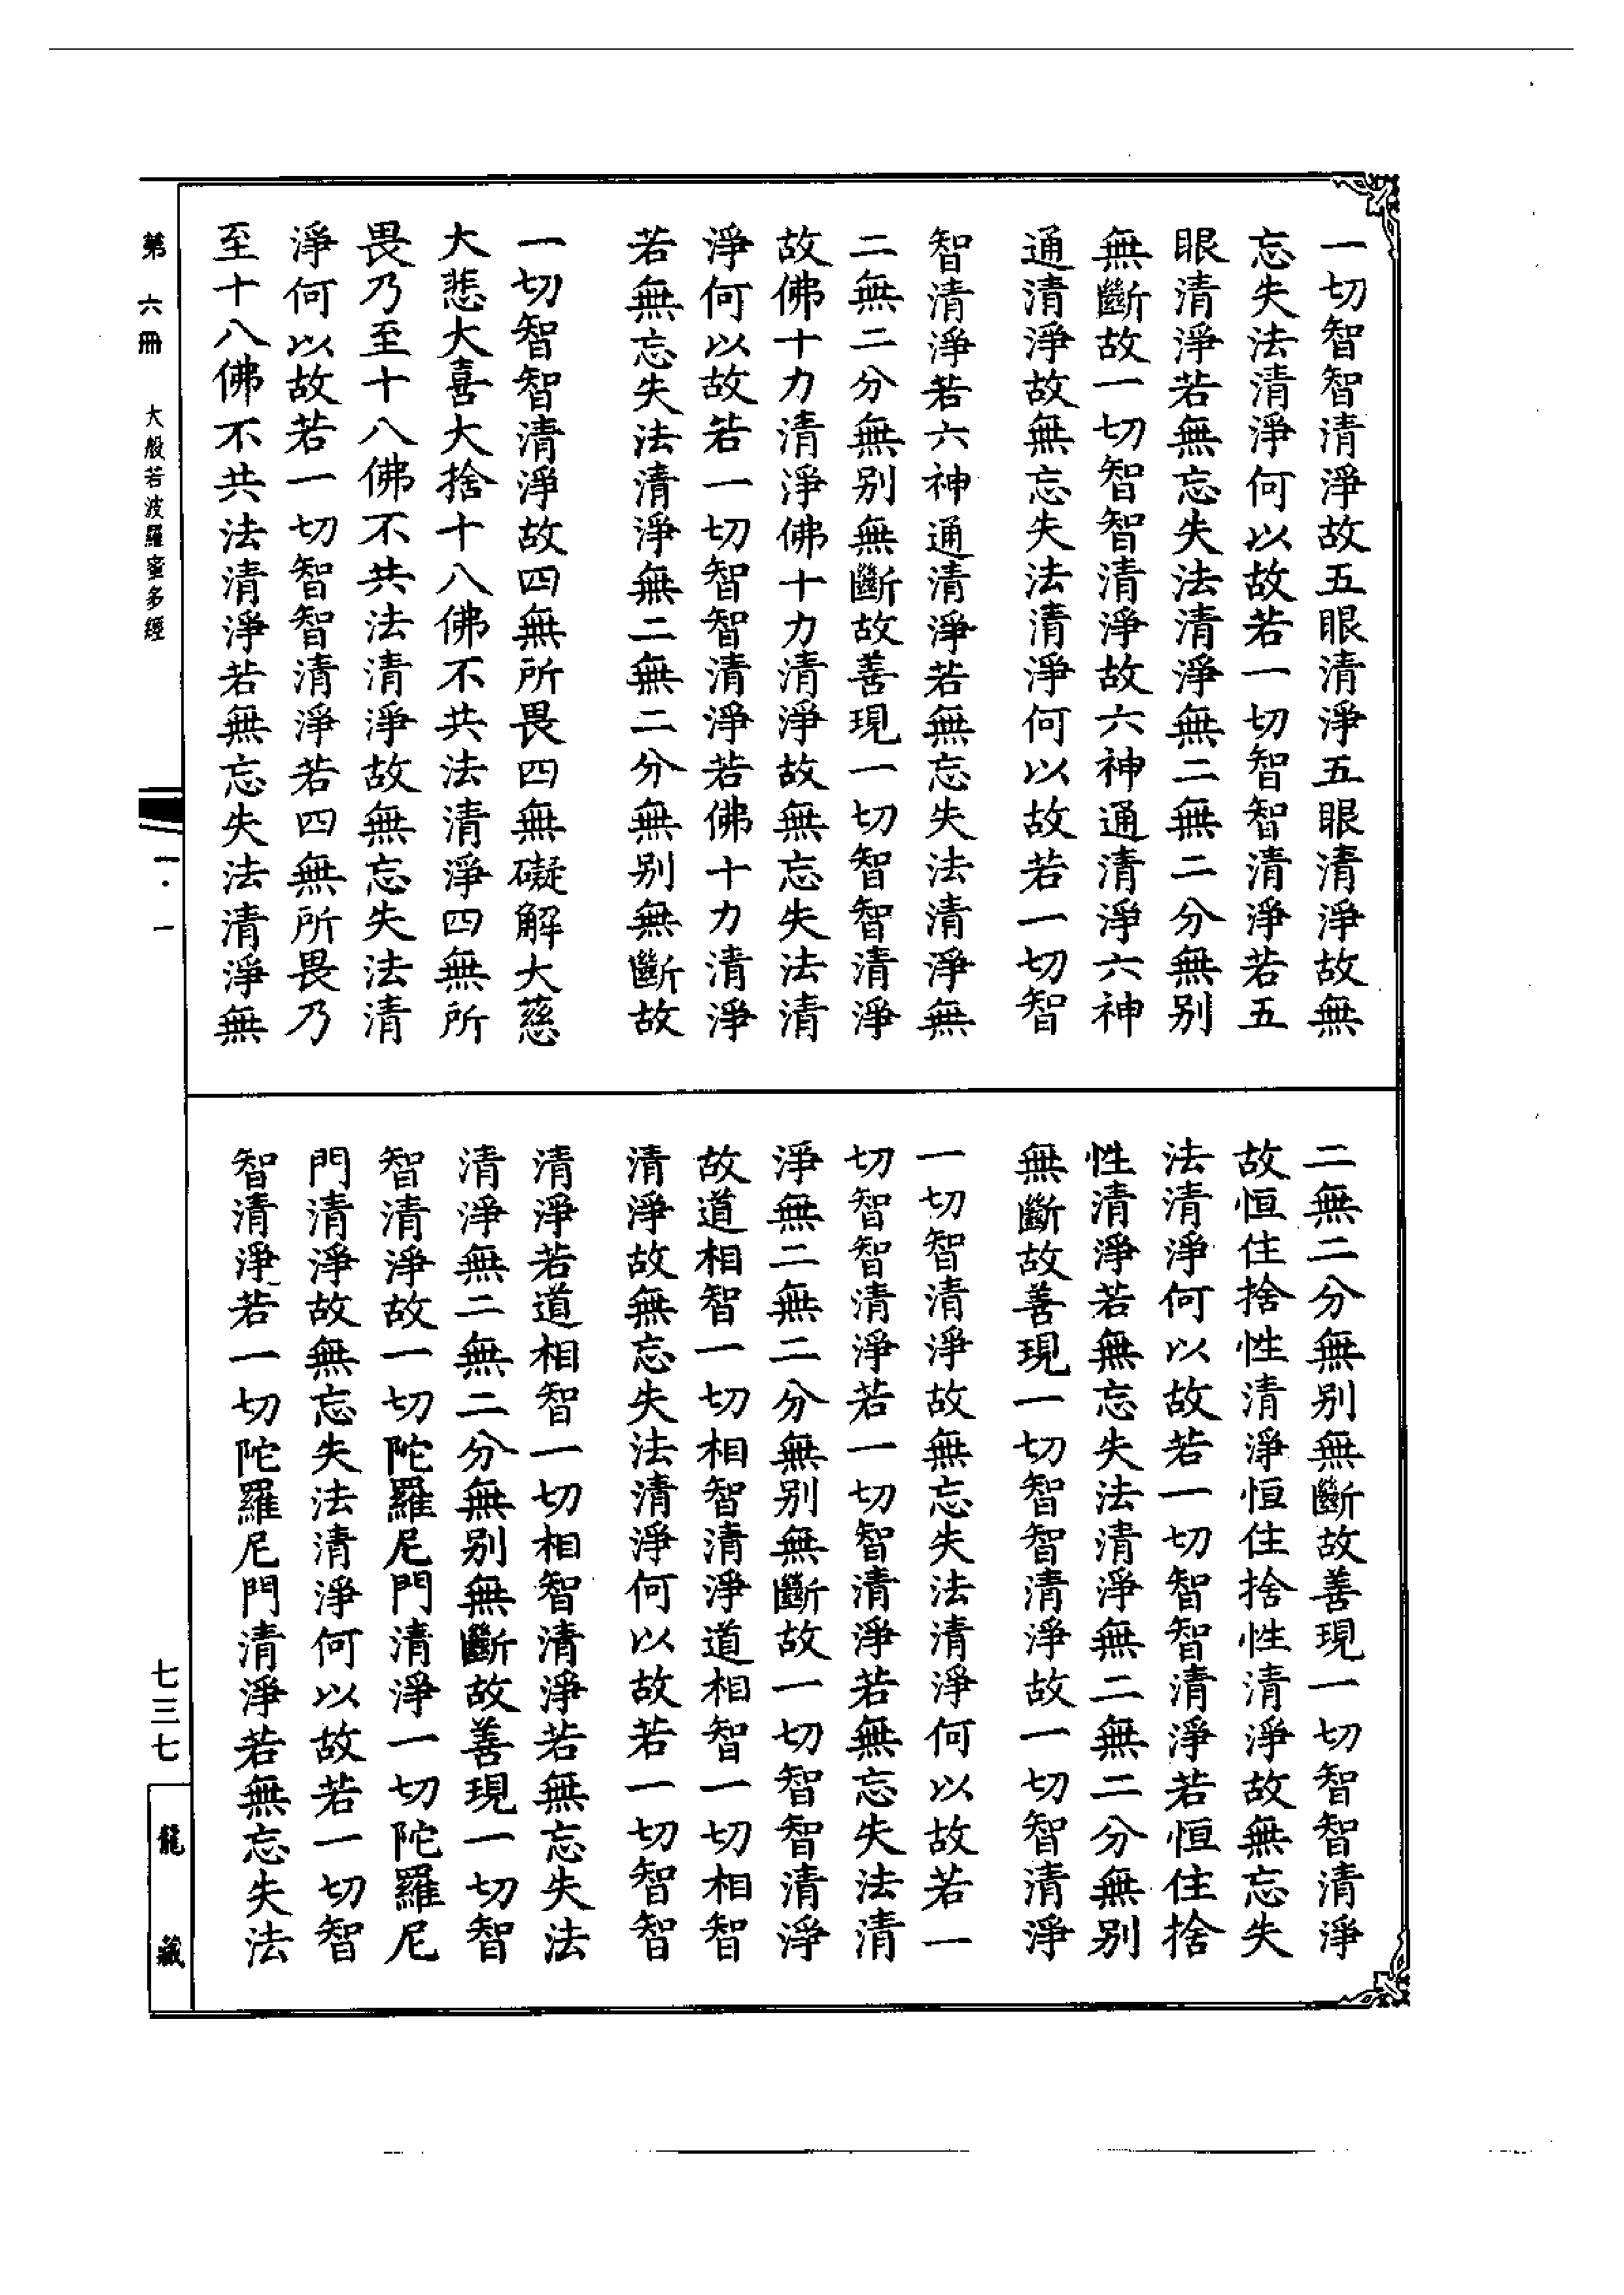 一切智智清淨故五眼清淨五眼清淨故無
忘失法清淨何以故若一切智智清淨若五
眼清淨若無忘失法清淨無二無二分無別
無斷故一切智智清淨故六神通清淨六神
通清淨故無忘失法清淨何以故若一切智
智清淨若六神通清淨若無忘失法清淨無
二無二分無別無斷故善現一切智智清淨
故佛十力清淨佛十力清淨故無忘失法清
淨何以故若一切智智清淨若佛十力清淨
若無忘失法清淨無二無二分無別無斷故
一切智智清淨故四無所畏四無礙解大慈
大悲大喜大捨十八佛不共法清淨四無所
畏乃至十八佛不共法清淨故無忘失法清
淨何以故若一切智智清淨若四無所畏乃
至十八佛不共法清淨若無忘失法清淨無
二無二分無別無斷故善現一切智智清淨
故恒住捨性清淨恒住捨性清淨故無忘失
法清淨何以故若一切智智清淨若恒住捨
性清淨若無忘失法清淨無二無二分無別
無斷故善現一切智智清淨故一切智清淨
一切智清淨故無忘失法清淨何以故若一
切智智清淨若一切智清淨若無忘失法清
淨無二無二分無別無斷故一切智智清淨
故道相智一切相智清淨道相智一切相智
清淨故無忘失法清淨何以故若一切智智
清淨若道相智一切相智清淨若無忘失法
清淨無二無二分無別無斷故善現一切智
智清淨故一切陀羅尼門清淨一切陀羅尼
門清淨故無忘失法清淨何以故若一切智
智清淨若一切陀羅尼門清淨若無忘失法
第六冊 大般若波羅蜜多經
一·一
七三七
龍藏